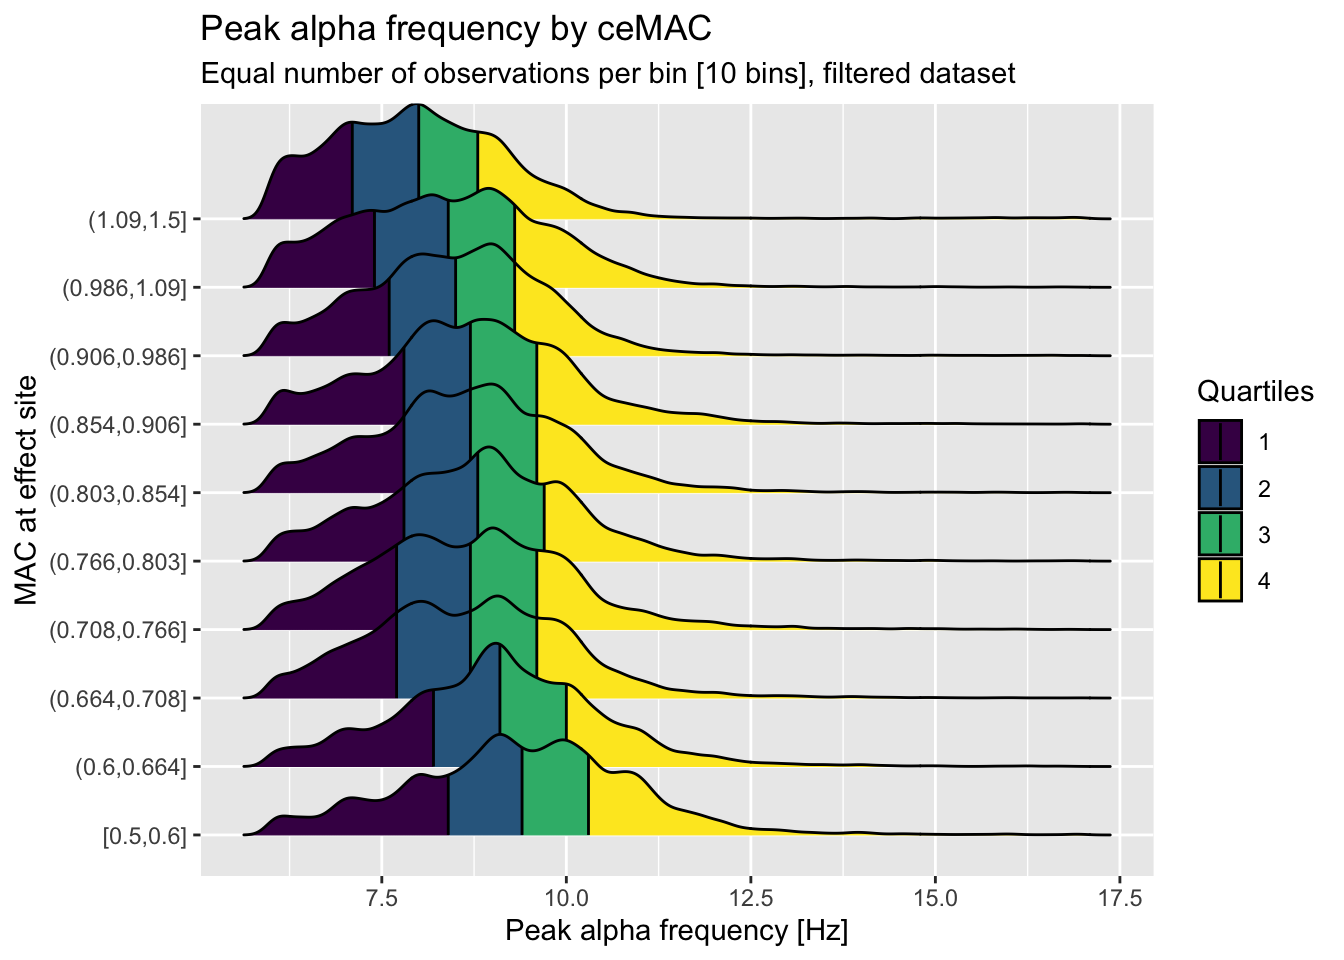 Peak alpha frequency by ceMAC
Equal number of observations per bin [10 bins], filtered dataset
MAC at effect site
(1.09,1.5]
(0.986,1.09]
(0.906,0.986]
(0.854,0.906]
(0.803,0.854]
(0.766,0.803]
(0.708,0.766]
(0.664,0.708]
(0.6,0.664]
[0.5,0.6]
7.5 10.0 12.5 15.0 17.5
Peak alpha frequency [Hz]
Quartiles
1
2
3
4